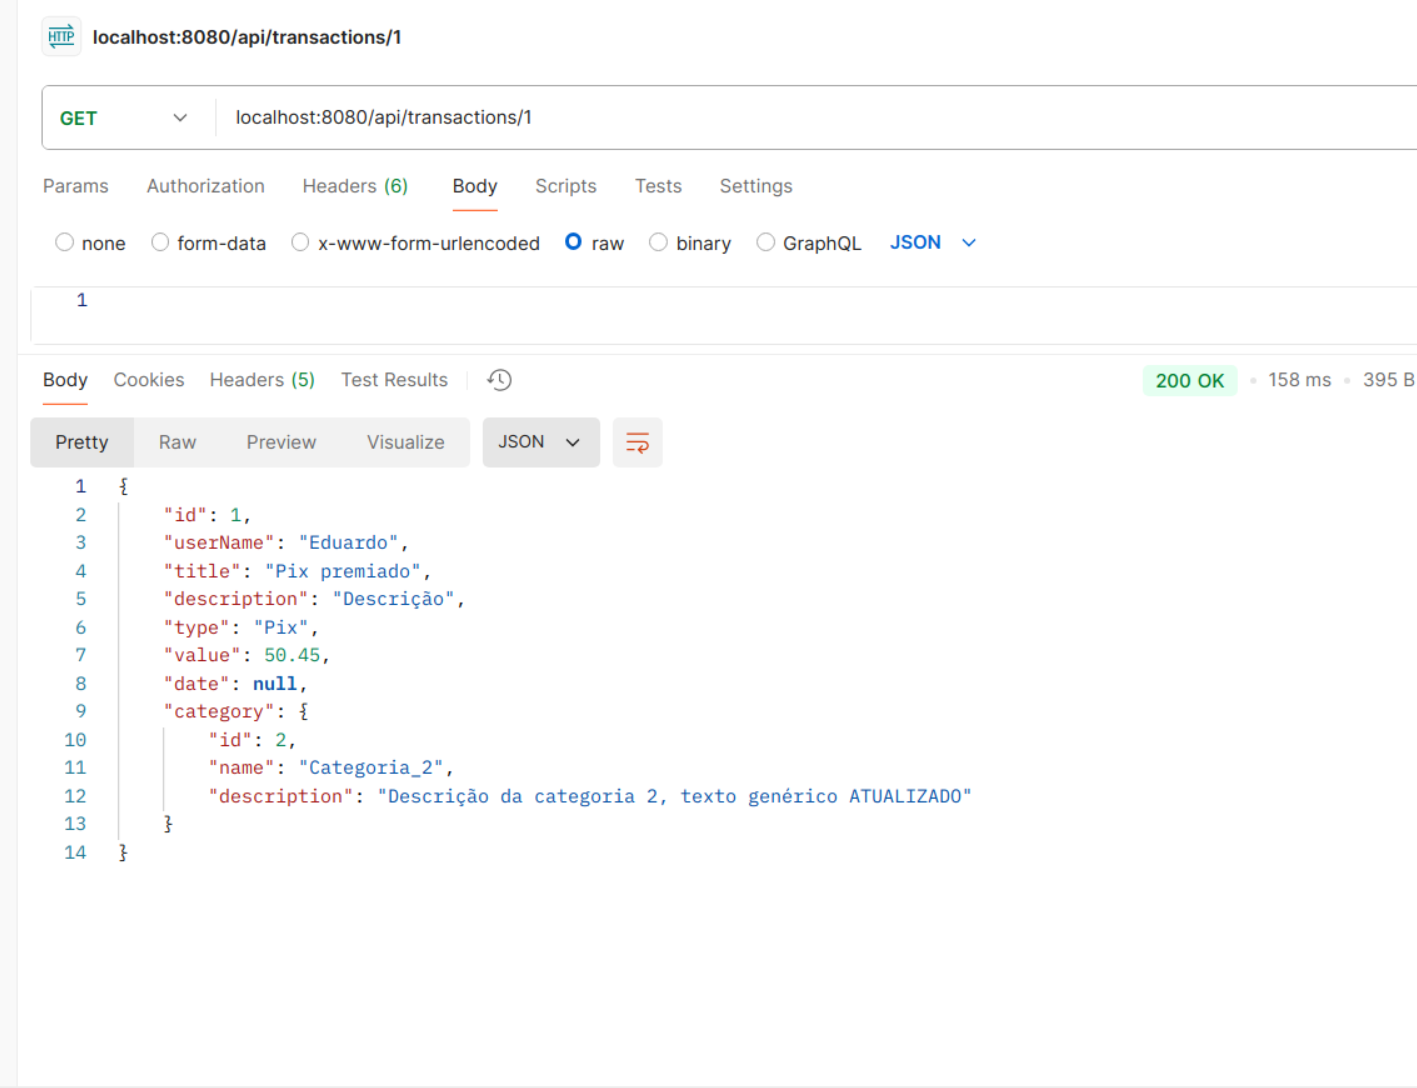 HTTP localhost:8080/api/transactions/1
GET localhost:8080/api/transactions/1
Params Authorization Headers (6) Body Scripts Tests Settings
none form-data x-www-form-urlencoded raw binary GraphQL JSON
1
Body Cookies Headers (5) Test Results 200 OK • 158 ms • 395 B
Pretty Raw Preview Visualize JSON
1 {
2 "id": 1,
3 "userName": "Eduardo",
4 "title": "Pix premiado",
5 "description": "Descrição",
6 "type": "Pix",
7 "value": 50.45,
8 "date": null,
9 "category": {
10 "id": 2,
11 "name": "Categoria_2",
12 "description": "Descrição da categoria 2, texto genérico ATUALIZADO"
13 }
14 }